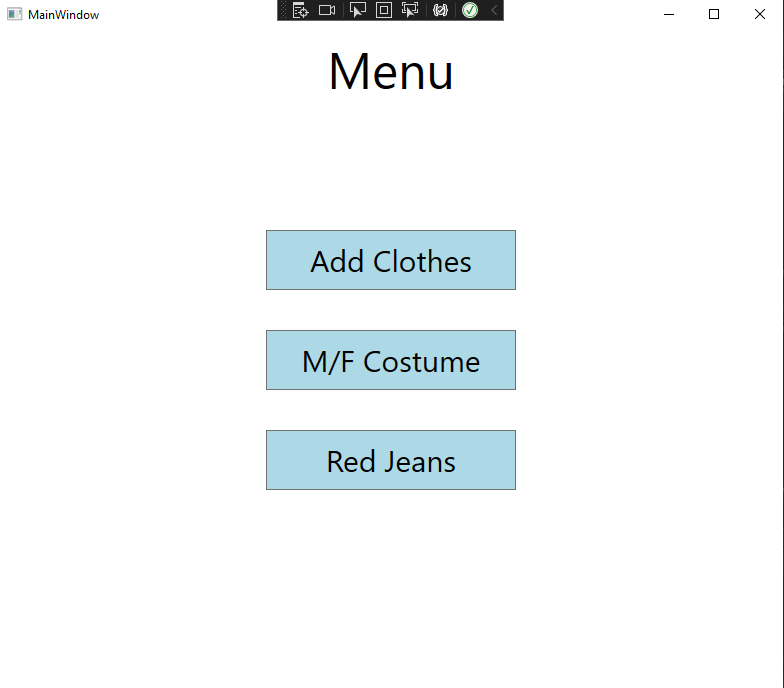 MainWindow
Menu
Add Clothes
M/F Costume
Red Jeans